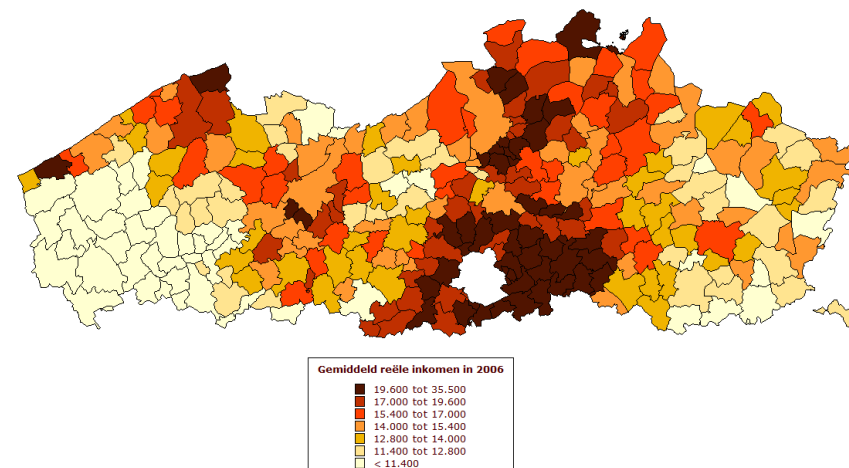 Gemiddeld reële inkomen in 2006
19.600 tot 35.500
17.000 tot 19.600
15.400 tot 17.000
14.000 tot 15.400
12.800 tot 14.000
11.400 tot 12.800
< 11.400